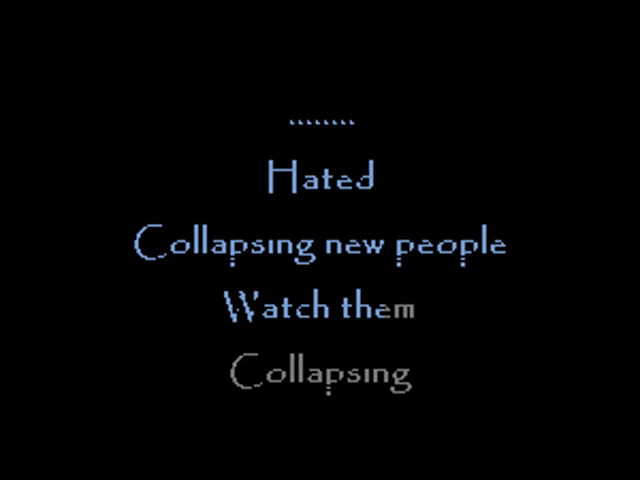 ........
Hated
Collapsing new people
Watch them
Collapsing